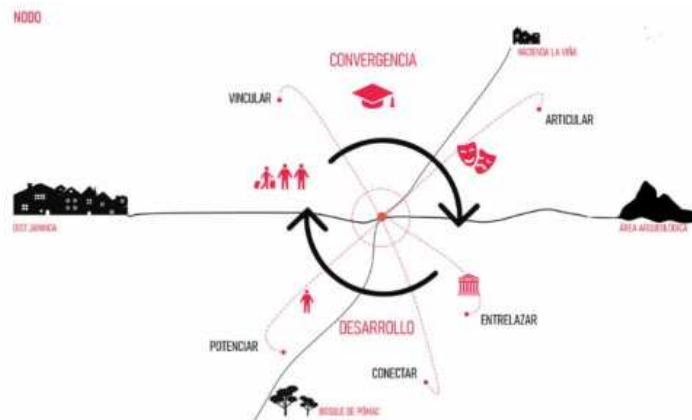 NODO
HACIENDA LA VIÑA
CONVERGENCIA
VINCULAR
ARTICULAR
DIST. JAYANCA
ÁREA ARQUEOLÓGICA
ENTRELAZAR
DESARROLLO
POTENCIAR
CONECTAR
BOSQUE DE PÓMAC